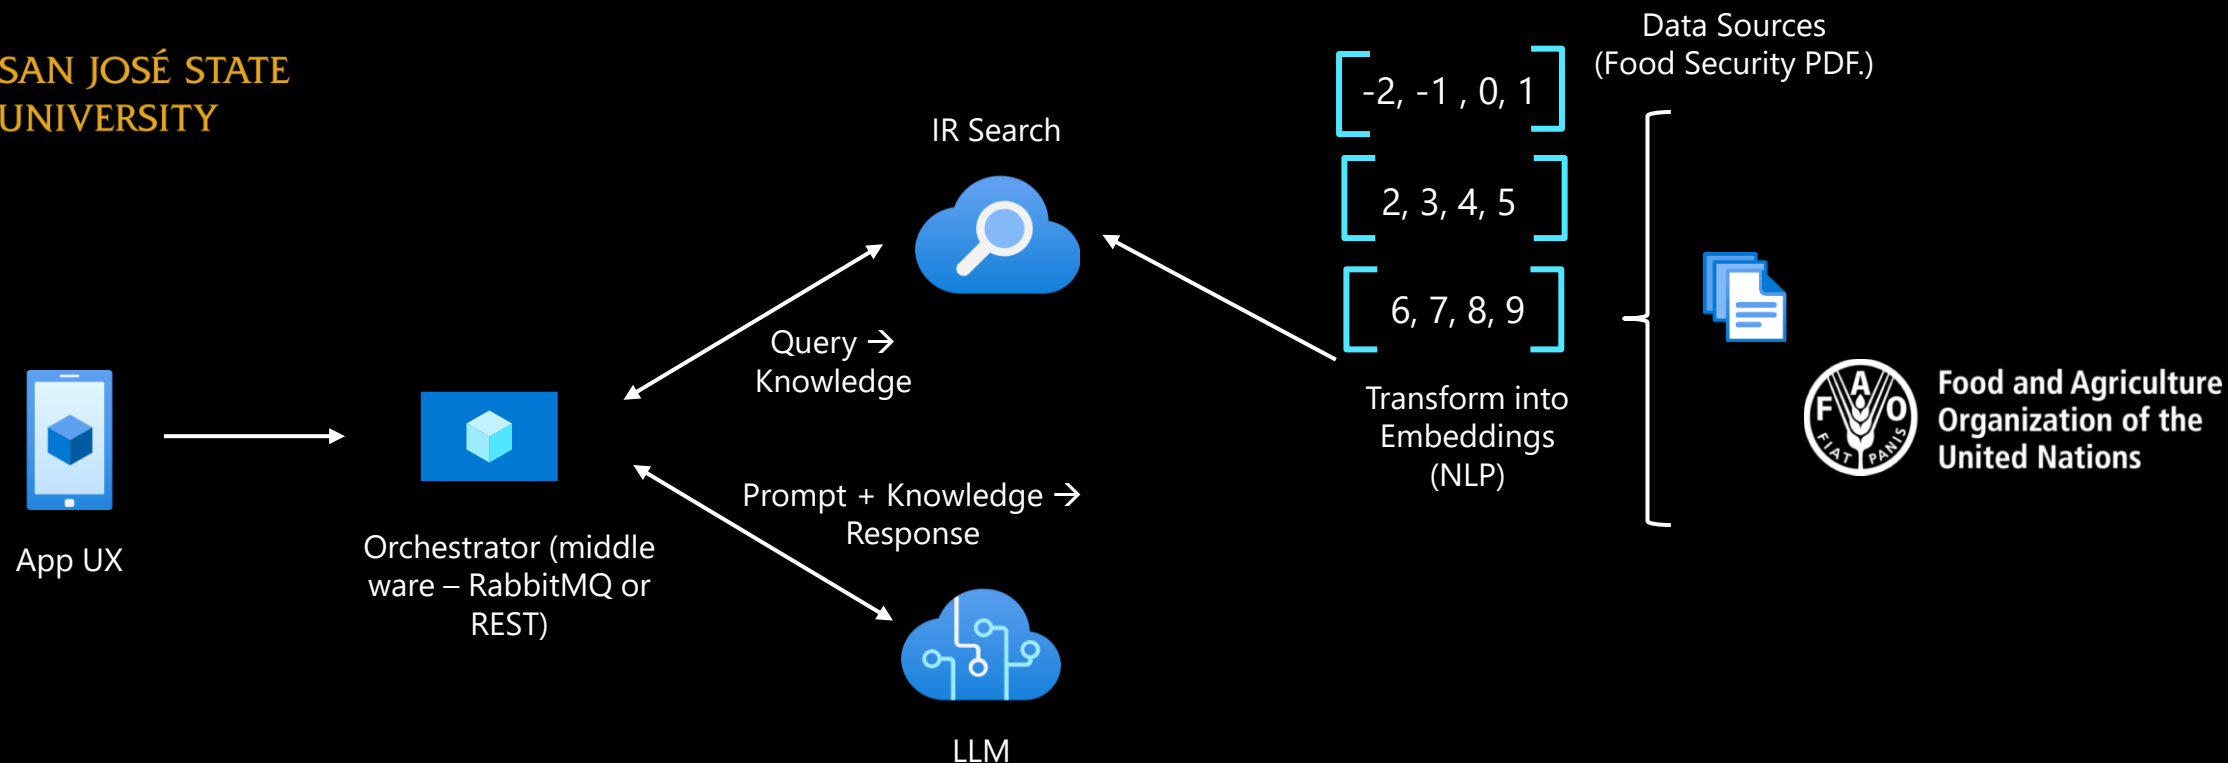 SAN JOSÉ STATE
UNIVERSITY
App UX
Orchestrator (middle
ware – RabbitMQ or
REST)
IR Search
Query →
Knowledge
Prompt + Knowledge →
Response
LLM
-2, -1 , 0, 1
2, 3, 4, 5
6, 7, 8, 9
Transform into
Embeddings
(NLP)
Data Sources
(Food Security PDF.)
F A O
FIAT PANIS
Food and Agriculture
Organization of the
United Nations